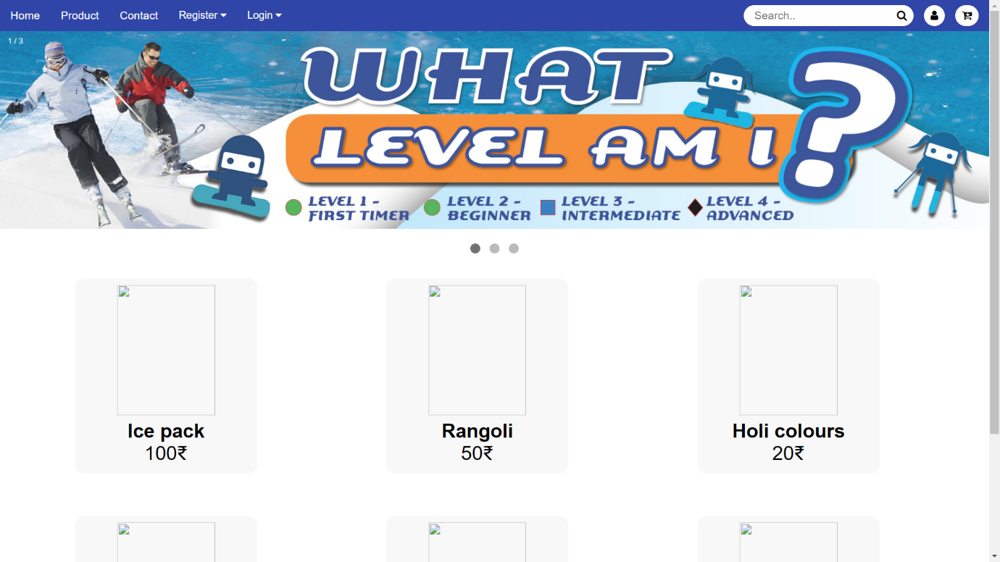 Home Product Contact Register Login Search..
1 / 3
WHAT
LEVEL AM I ?
LEVEL 1 -
FIRST TIMER
LEVEL 2 -
BEGINNER
LEVEL 3 -
INTERMEDIATE
LEVEL 4 -
ADVANCED
Ice pack
100₹
Rangoli
50₹
Holi colours
20₹